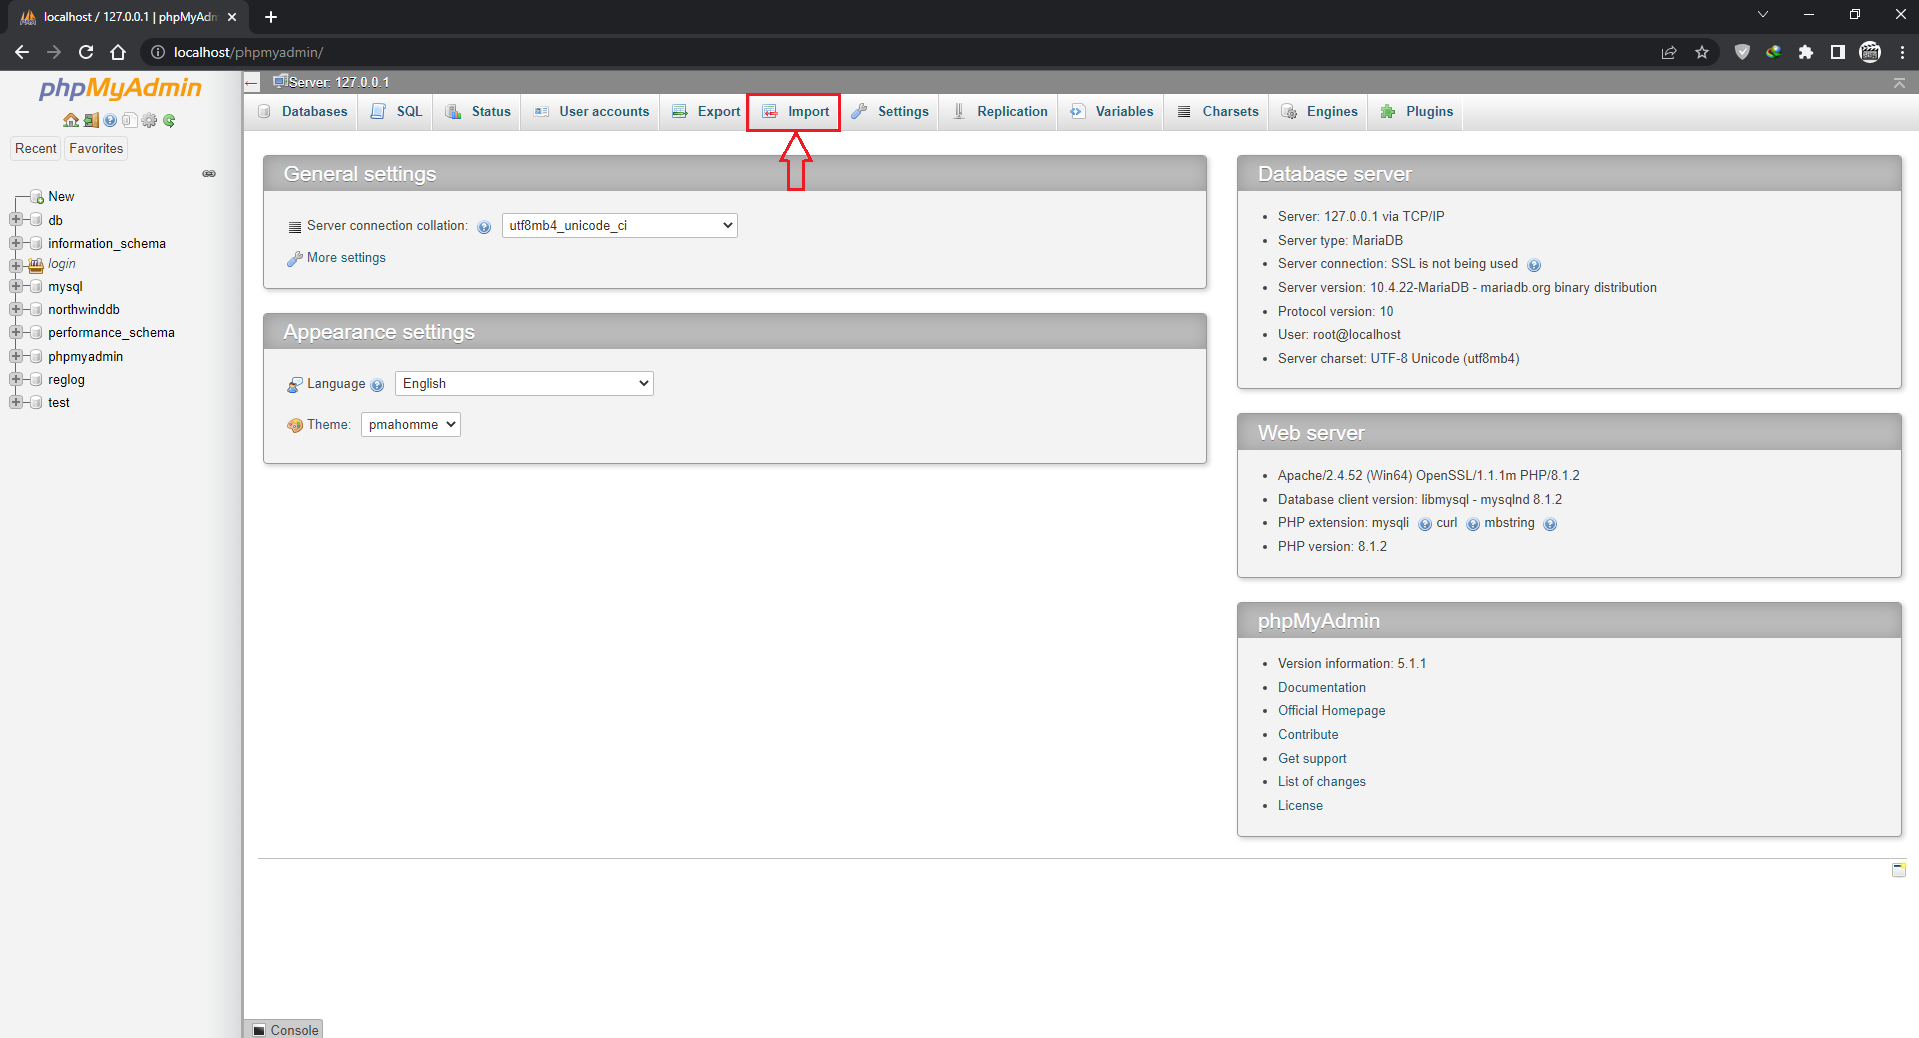 localhost / 127.0.0.1 | phpMyAdm
localhost/phpmyadmin/
phpMyAdmin
Server: 127.0.0.1
Databases SQL Status User accounts Export Import Settings Replication Variables Charsets Engines Plugins
Recent Favorites
New
db
information_schema
login
mysql
northwinddb
performance_schema
phpmyadmin
reglog
test
General settings
Server connection collation: utf8mb4_unicode_ci
More settings
Appearance settings
Language English
Theme: pmahomme
Database server
Server: 127.0.0.1 via TCP/IP
Server type: MariaDB
Server connection: SSL is not being used
Server version: 10.4.22-MariaDB - mariadb.org binary distribution
Protocol version: 10
User: root@localhost
Server charset: UTF-8 Unicode (utf8mb4)
Web server
Apache/2.4.52 (Win64) OpenSSL/1.1.1m PHP/8.1.2
Database client version: libmysql - mysqlnd 8.1.2
PHP extension: mysqli curl mbstring
PHP version: 8.1.2
phpMyAdmin
Version information: 5.1.1
Documentation
Official Homepage
Contribute
Get support
List of changes
License
Console